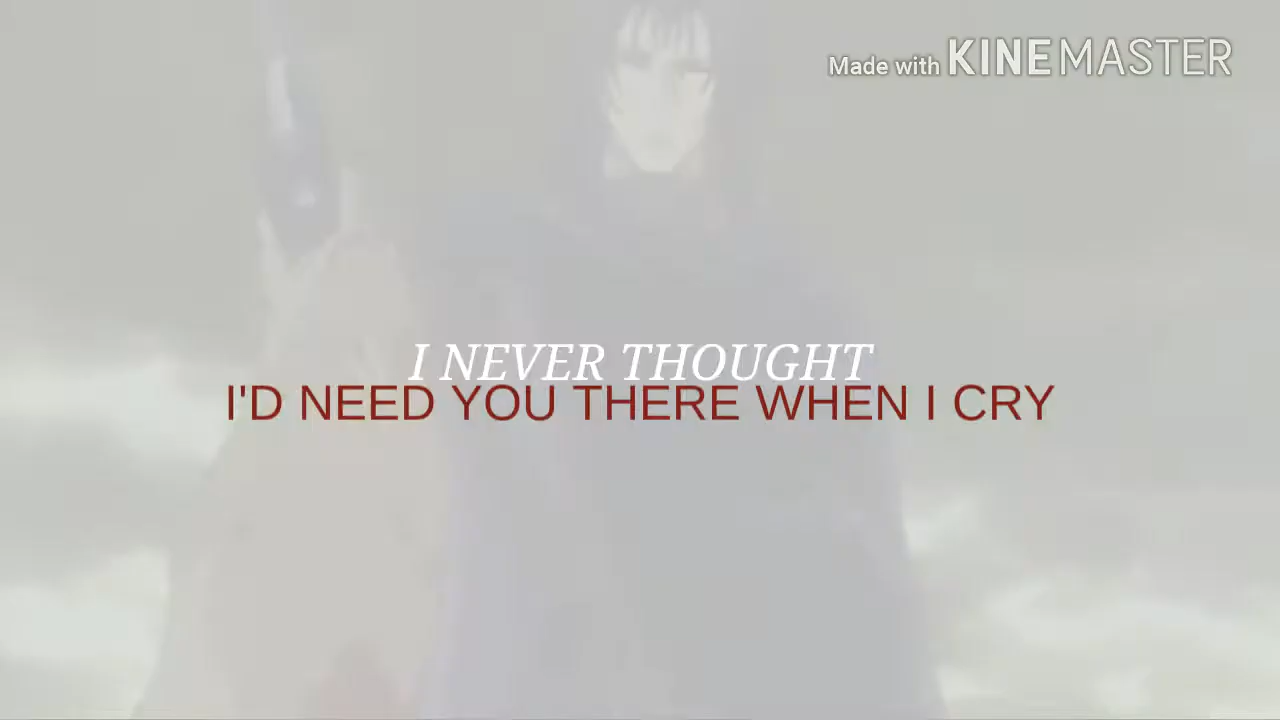 Made with KINEMASTER
I NEVER THOUGHT
I'D NEED YOU THERE WHEN I CRY